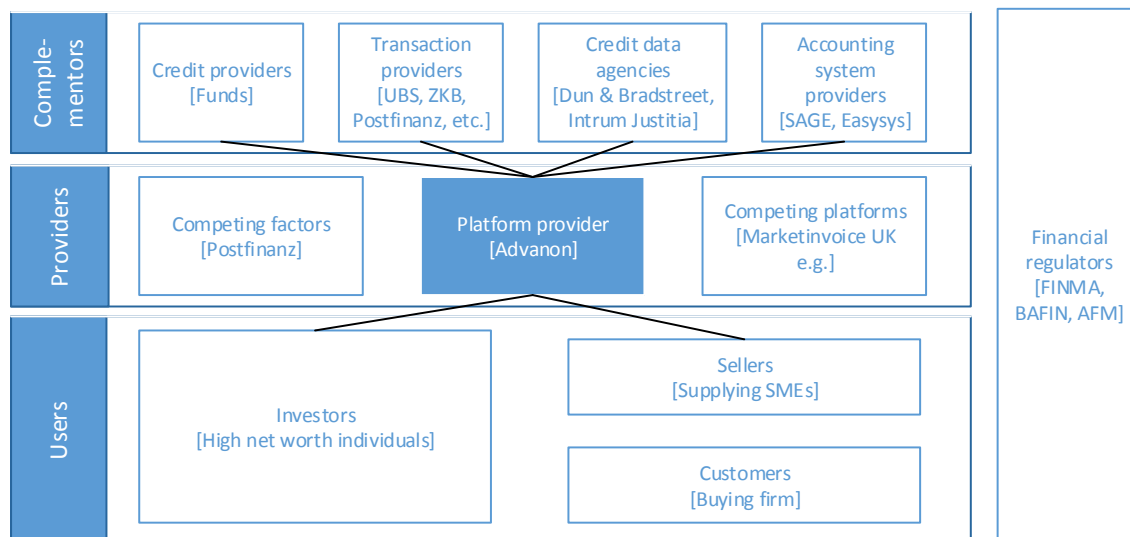 Comple-
mentors
Credit providers
[Funds]
Transaction
providers
[UBS, ZKB,
Postfinanz, etc.]
Credit data
agencies
[Dun & Bradstreet,
Intrum Justitia]
Accounting
system
providers
[SAGE, Easysys]
Providers
Competing factors
[Postfinanz]
Platform provider
[Advanon]
Competing platforms
[Marketinvoice UK
e.g.]
Users
Investors
[High net worth individuals]
Sellers
[Supplying SMEs]
Customers
[Buying firm]
Financial
regulators
[FINMA,
BAFIN, AFM]